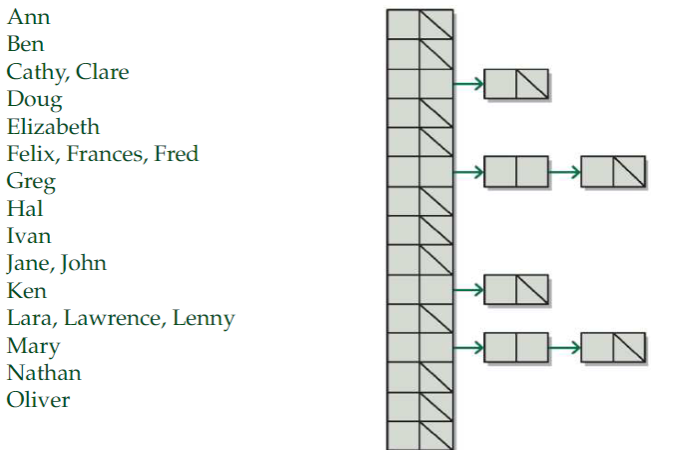 Ann
Ben
Cathy, Clare
Doug
Elizabeth
Felix, Frances, Fred
Greg
Hal
Ivan
Jane, John
Ken
Lara, Lawrence, Lenny
Mary
Nathan
Oliver